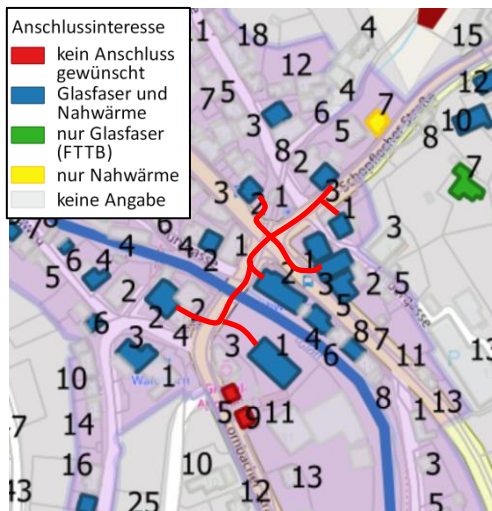 Anschlussinteresse
kein Anschluss
gewünscht
Glasfaser und
Nahwärme
nur Glasfaser
(FTTB)
nur Nahwärme
keine Angabe
11 18 4 15
12
7 5 4 7 12
3 6 5 8 10
8 2 7
Schopflocher Straße
3 2 1 3 1
3
6 4 4 2 1 1
5 2 2 3 2 5
5
6 2 2 4
3 4 3 1 4 6 8 7 11
P
10 1 13
5 9 11 8 1 13
14
16 10 3
13
43 25 12 5